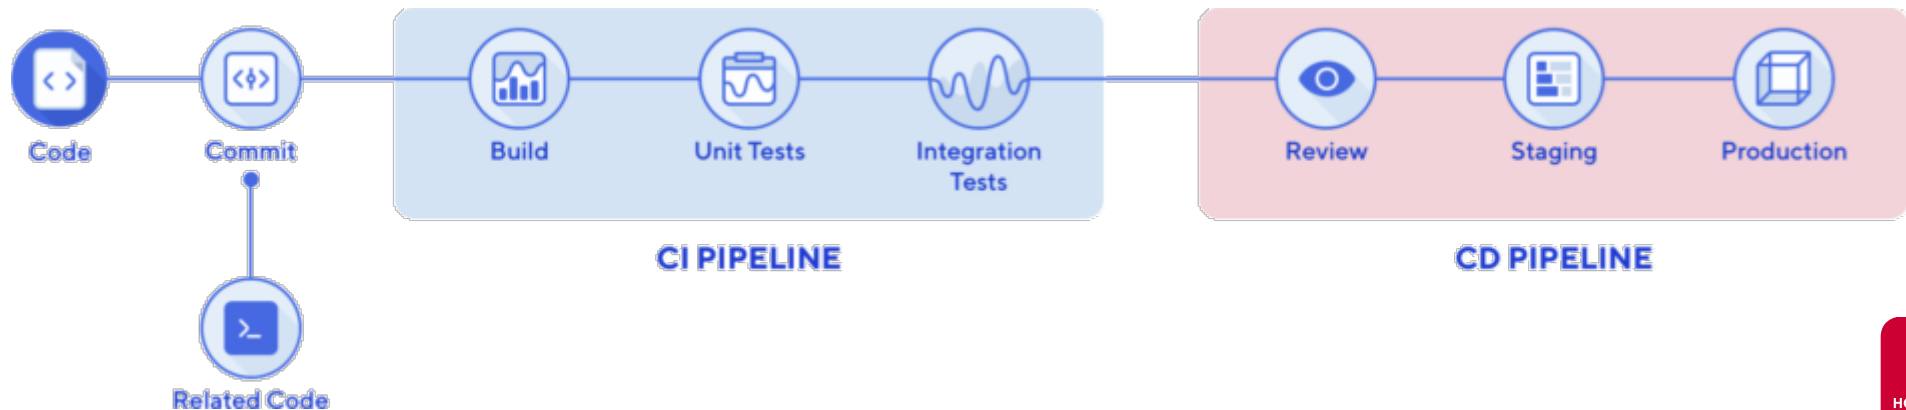 Code
Commit
Build
Unit Tests
Integration
Tests
Review
Staging
Production
CI PIPELINE
CD PIPELINE
Related Code